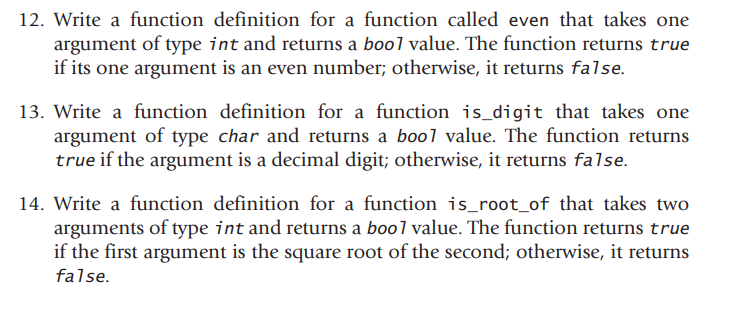 12. Write a function definition for a function called even that takes one
argument of type int and returns a bool value. The function returns true
if its one argument is an even number; otherwise, it returns false.
13. Write a function definition for a function is_digit that takes one
argument of type char and returns a bool value. The function returns
true if the argument is a decimal digit; otherwise, it returns false.
14. Write a function definition for a function is_root_of that takes two
arguments of type int and returns a bool value. The function returns true
if the first argument is the square root of the second; otherwise, it returns
false.